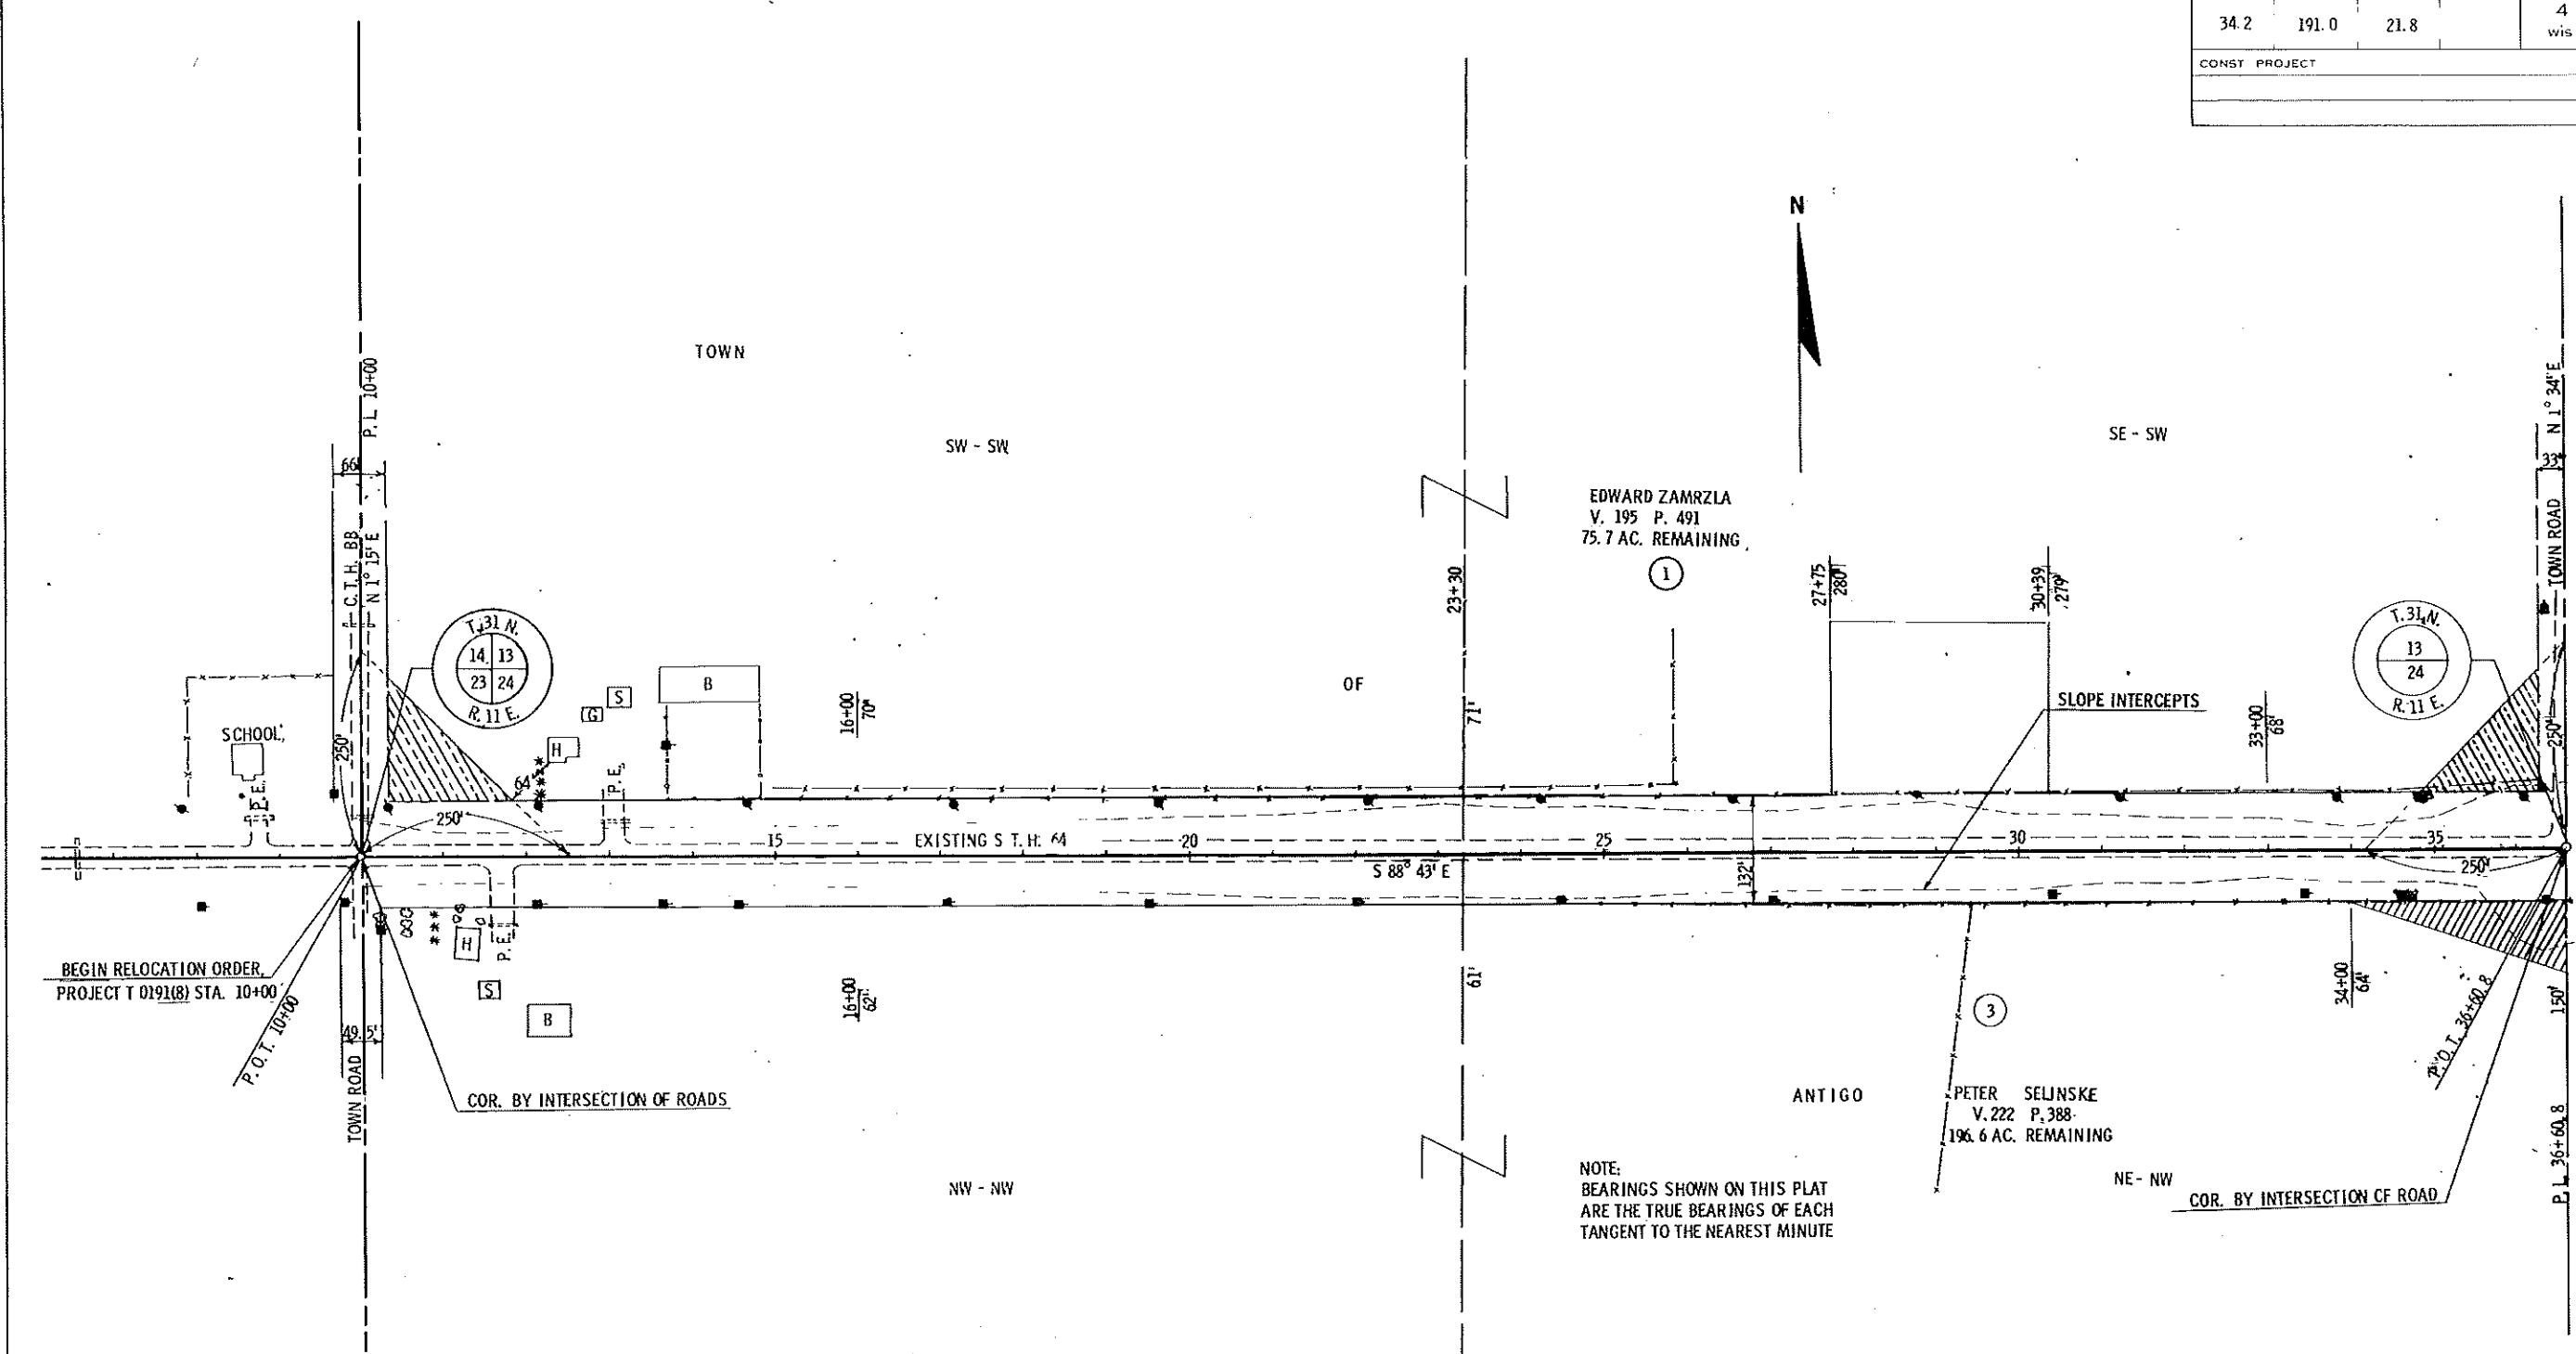 34.2 191.0 21.8 4
wis
CONST PROJECT
N
TOWN
P. L. 10+00
SW - SW
SE - SW
N 1° 34' E
TOWN ROAD
33'
66'
C. T. H. BB
N 1° 15' E
EDWARD ZAMRZLA
V. 195 P. 491
75.7 AC. REMAINING
1
23+30
27+75
280'
30+39
279'
T. 31 N.
14 13
23 24
R. 11 E.
T. 31 N.
13
24
R. 11 E.
S
G
B
H
OF
16+00
70'
71'
SLOPE INTERCEPTS
33+00
68'
SCHOOL
P.E.
250'
64'
P.E.
250'
250'
15
EXISTING S. T. H. 64
20
25
30
35
S 88° 43' E
132'
250'
H
P.E.
S
B
BEGIN RELOCATION ORDER,
PROJECT T 0191(8) STA. 10+00
P. O. T. 10+00
49.5'
TOWN ROAD
16+00
62'
61'
3
34+00
64'
P. O. T. 36+60.8
150'
COR. BY INTERSECTION OF ROADS
ANTIGO
PETER SELINSKE
V. 222 P. 388
196.6 AC. REMAINING
NW - NW
NOTE:
BEARINGS SHOWN ON THIS PLAT
ARE THE TRUE BEARINGS OF EACH
TANGENT TO THE NEAREST MINUTE
NE - NW
COR. BY INTERSECTION OF ROAD
P. L. 36+60.8